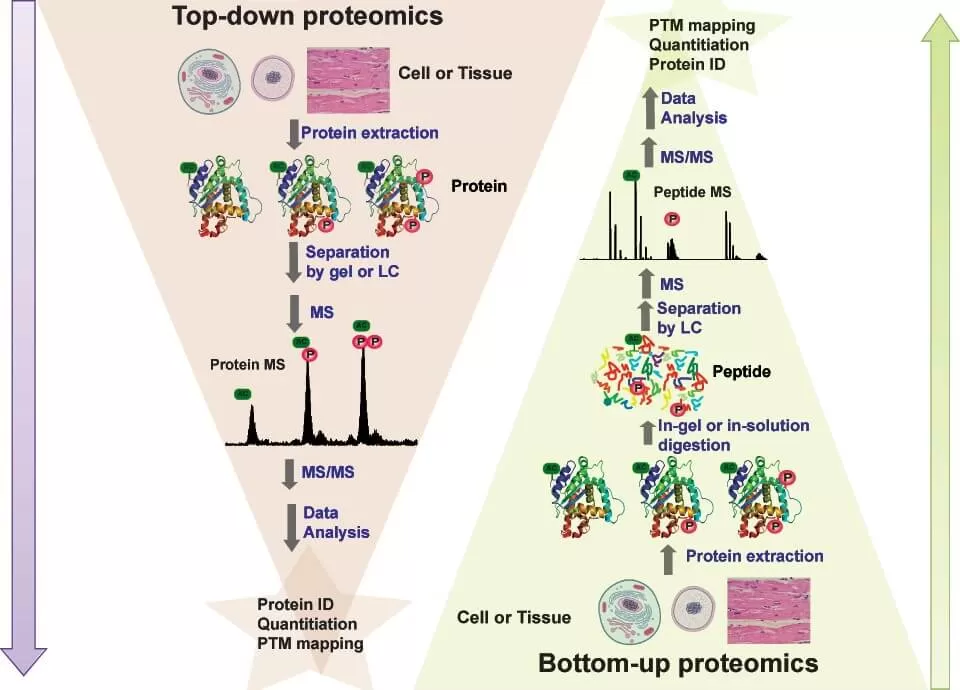 Top-down proteomics
Cell or Tissue
Protein extraction
AC
AC
AC
P
Protein
P
P
Separation
by gel or LC
MS
AC
AC
P
P
P
Protein MS
AC
MS/MS
Data
Analysis
Protein ID
Quantitiation
PTM mapping
PTM mapping
Quantitiation
Protein ID
Data
Analysis
MS/MS
AC
Peptide MS
P
MS
Separation
by LC
AC
Peptide
P
P
In-gel or in-solution
digestion
AC
AC
AC
P
P
P
Protein extraction
Cell or Tissue
Bottom-up proteomics